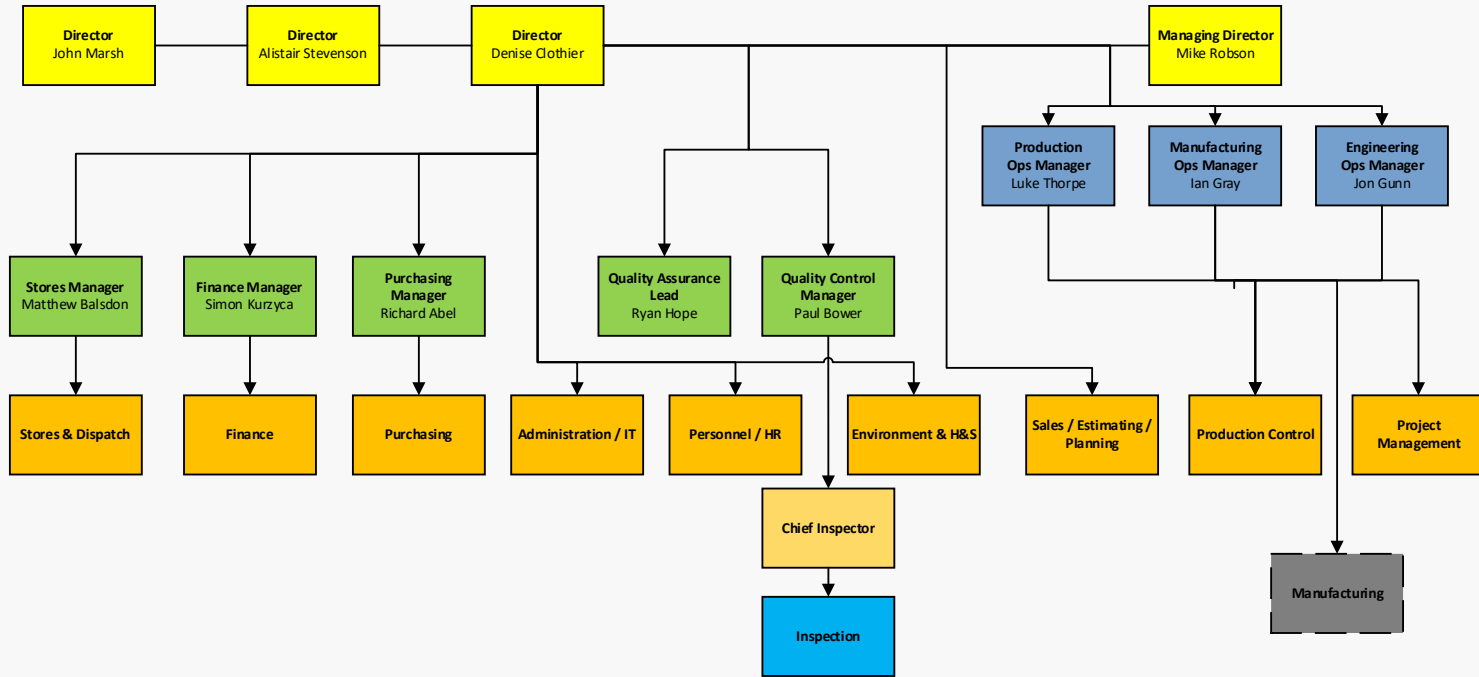 Director
John Marsh
Director
Alistair Stevenson
Director
Denise Clothier
Managing Director
Mike Robson
Production
Ops Manager
Luke Thorpe
Manufacturing
Ops Manager
Ian Gray
Engineering
Ops Manager
Jon Gunn
Stores Manager
Matthew Balsdon
Finance Manager
Simon Kurzyca
Purchasing
Manager
Richard Abel
Quality Assurance
Lead
Ryan Hope
Quality Control
Manager
Paul Bower
Stores & Dispatch
Finance
Purchasing
Administration / IT
Personnel / HR
Environment & H&S
Sales / Estimating /
Planning
Production Control
Project
Management
Chief Inspector
Manufacturing
Inspection